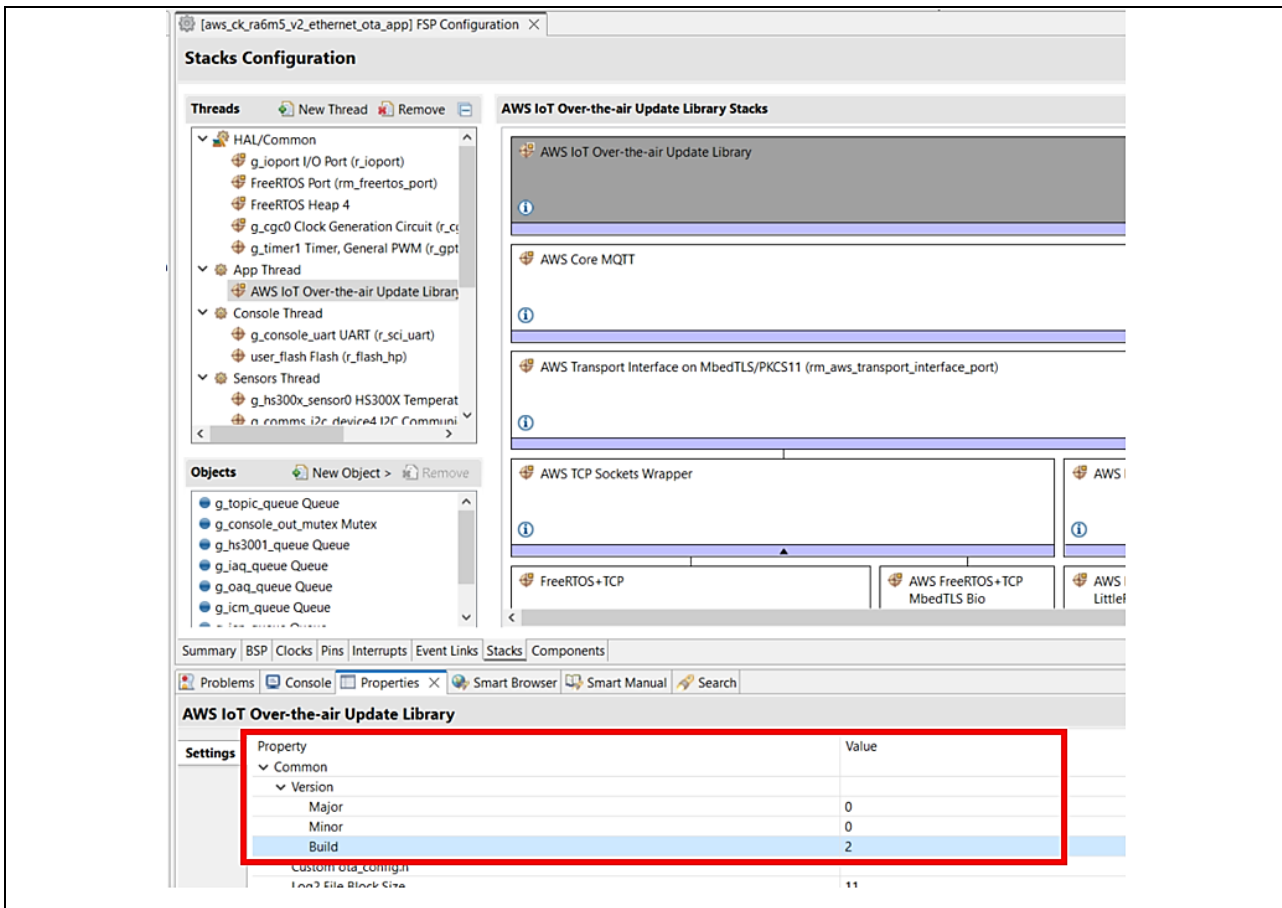 [aws_ck_ra6m5_v2_ethernet_ota_app] FSP Configuration
Stacks Configuration
Threads New Thread Remove
HAL/Common
g_ioport I/O Port (r_ioport)
FreeRTOS Port (rm_freertos_port)
FreeRTOS Heap 4
g_cgc0 Clock Generation Circuit (r_c
g_timer1 Timer, General PWM (r_gpt
App Thread
AWS IoT Over-the-air Update Library
Console Thread
g_console_uart UART (r_sci_uart)
user_flash Flash (r_flash_hp)
Sensors Thread
g_hs300x_sensor0 HS300X Temperat
g_comms_i2c_device4 I2C Communi
Objects New Object > Remove
g_topic_queue Queue
g_console_out_mutex Mutex
g_hs3001_queue Queue
g_iaq_queue Queue
g_oaq_queue Queue
g_icm_queue Queue
AWS IoT Over-the-air Update Library Stacks
AWS IoT Over-the-air Update Library
AWS Core MQTT
AWS Transport Interface on MbedTLS/PKCS11 (rm_aws_transport_interface_port)
AWS TCP Sockets Wrapper
AWS
FreeRTOS+TCP
AWS FreeRTOS+TCP
MbedTLS Bio
AWS
Little
Summary BSP Clocks Pins Interrupts Event Links Stacks Components
Problems Console Properties Smart Browser Smart Manual Search
AWS IoT Over-the-air Update Library
Settings
Property Value
Common
Version
Major 0
Minor 0
Build 2
Custom ota_config.h
Log2 File Block Size 11